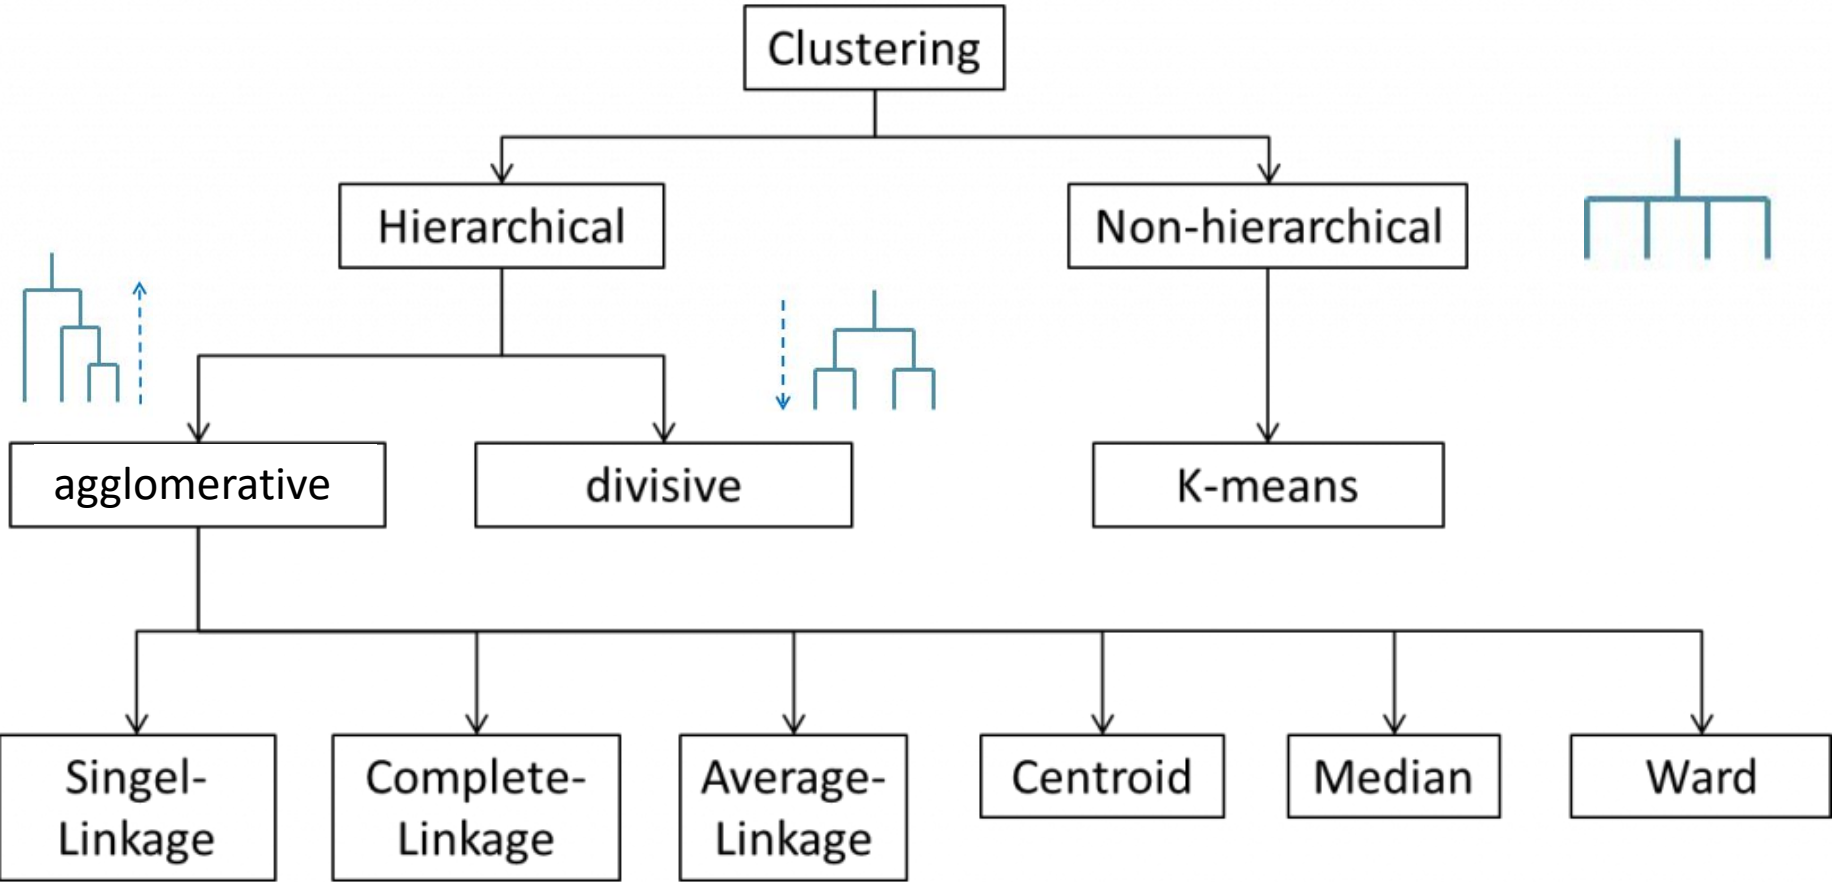 Clustering
Hierarchical
Non-hierarchical
agglomerative
divisive
K-means
Singel-
Linkage
Complete-
Linkage
Average-
Linkage
Centroid
Median
Ward